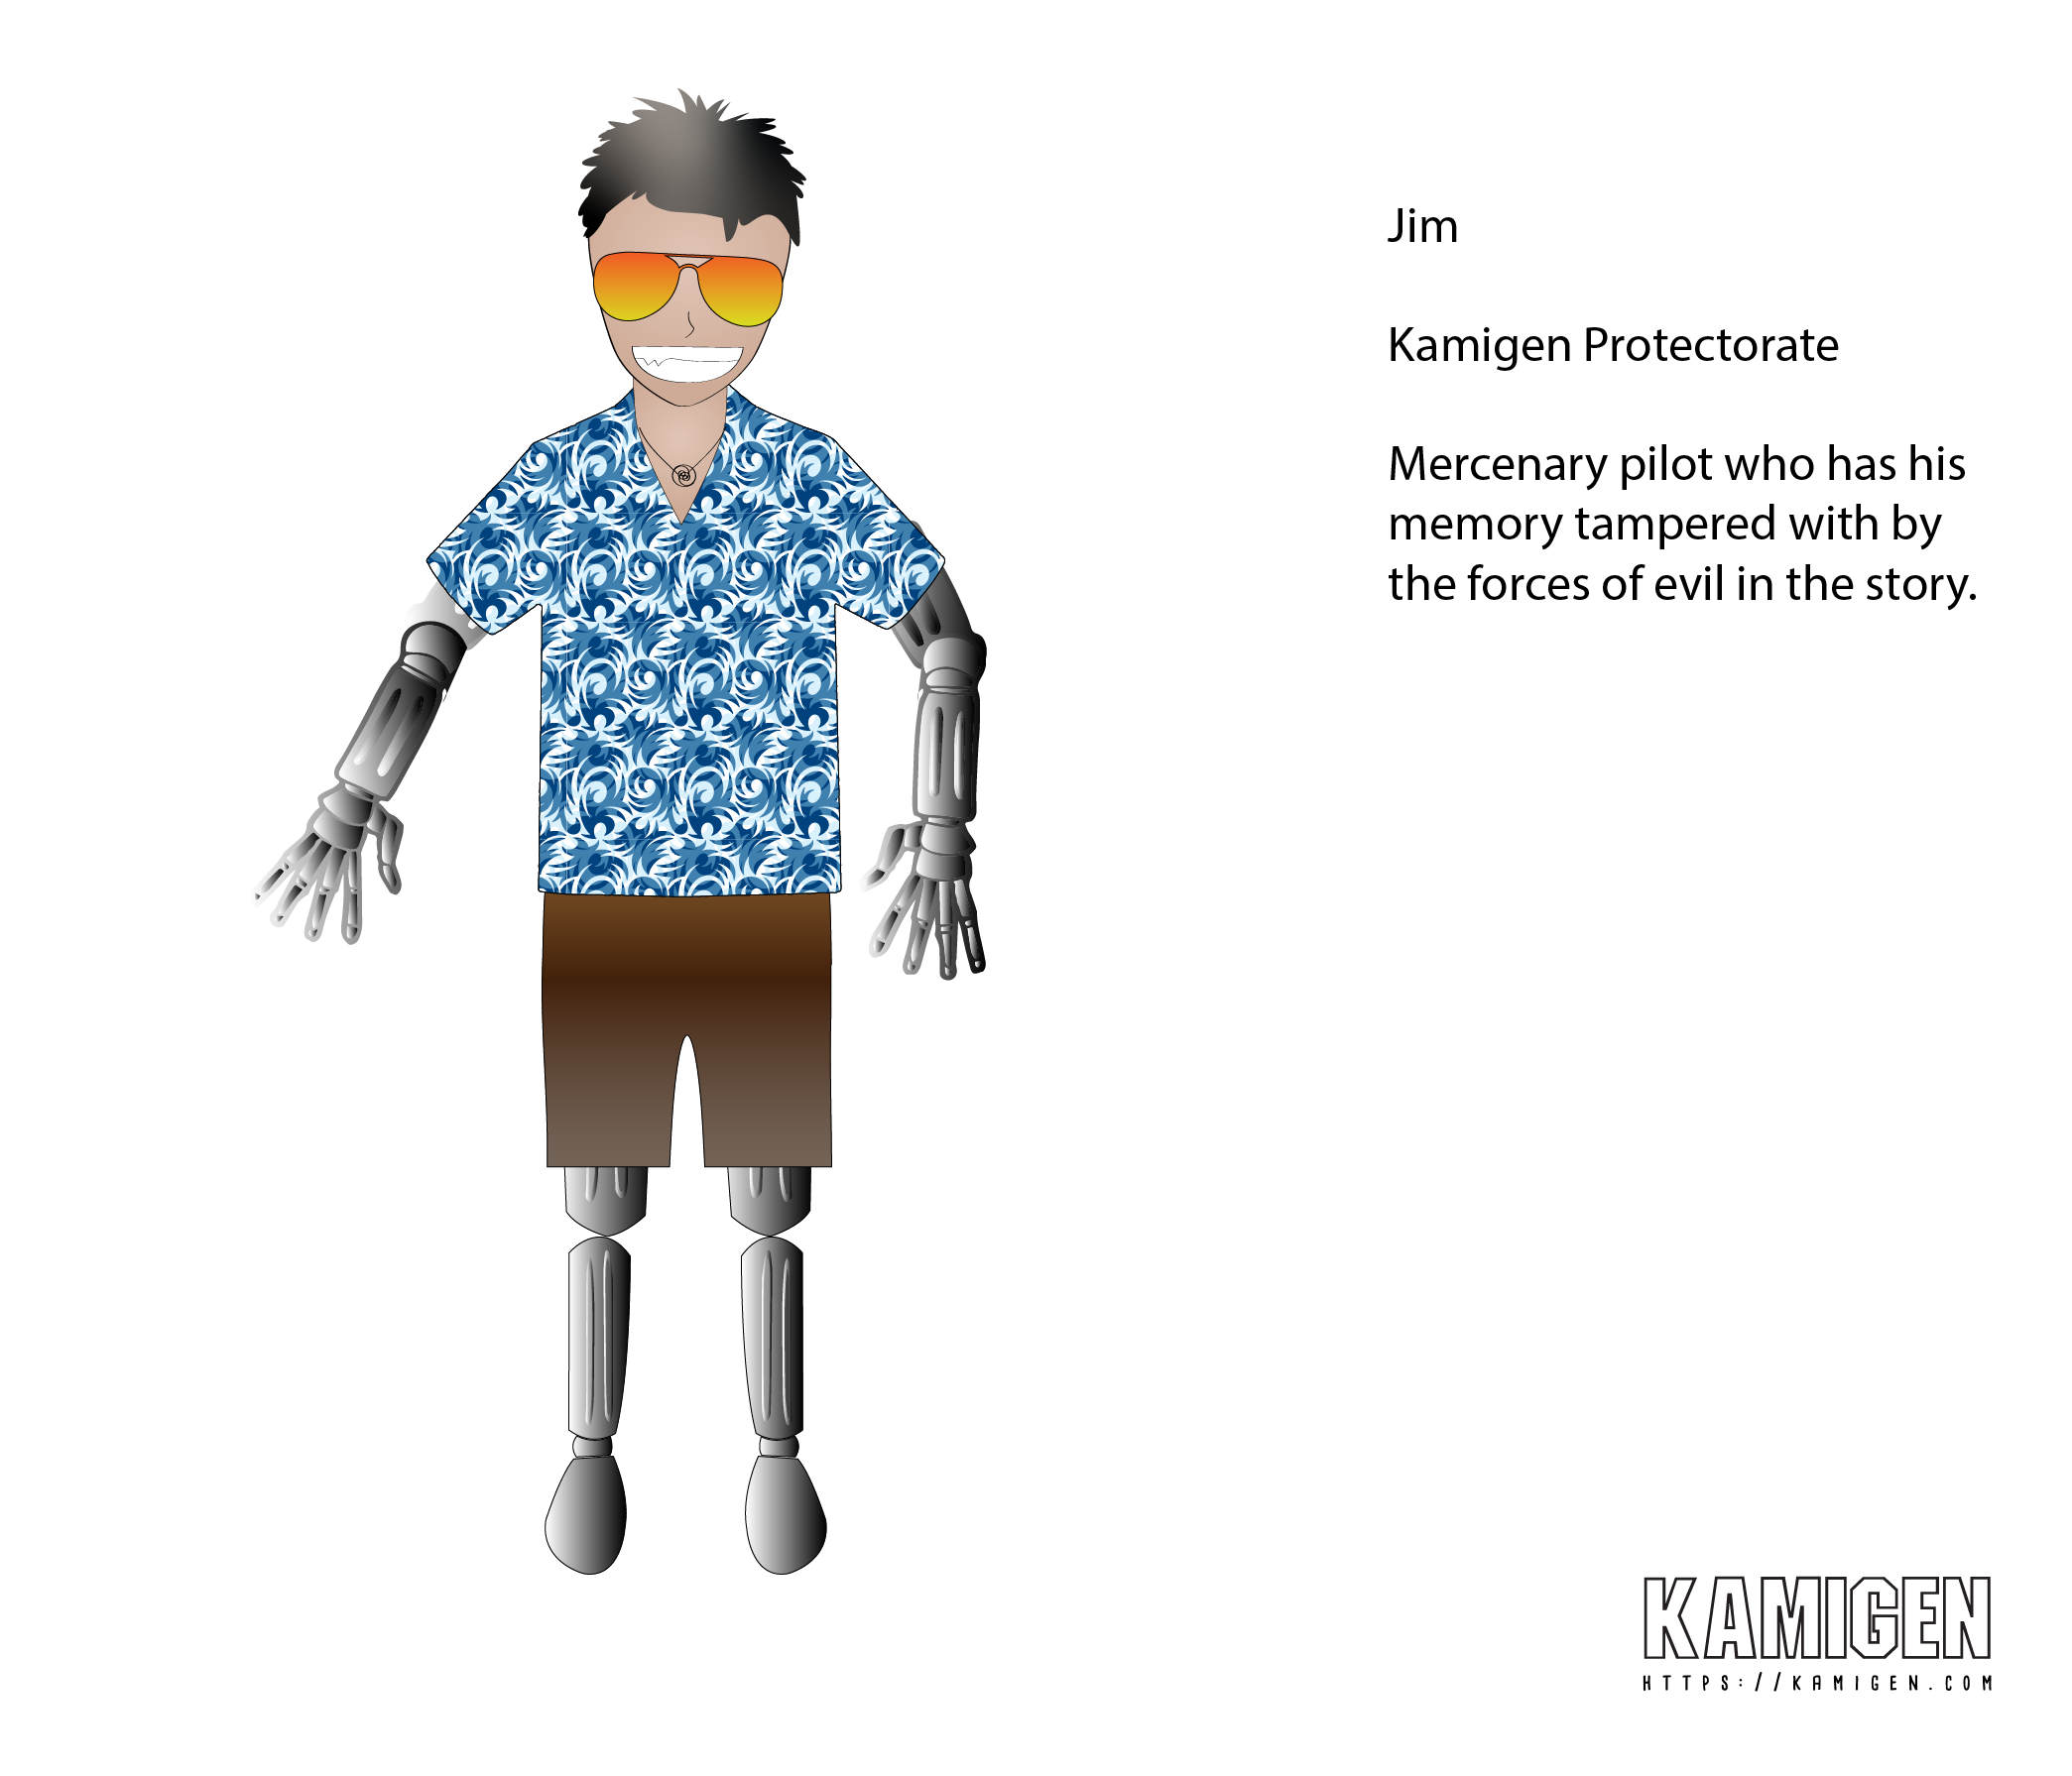 Jim
Kamigen Protectorate
Mercenary pilot who has his
memory tampered with by
the forces of evil in the story.
KAMIGEN
HTTPS://KAMIGEN.COM